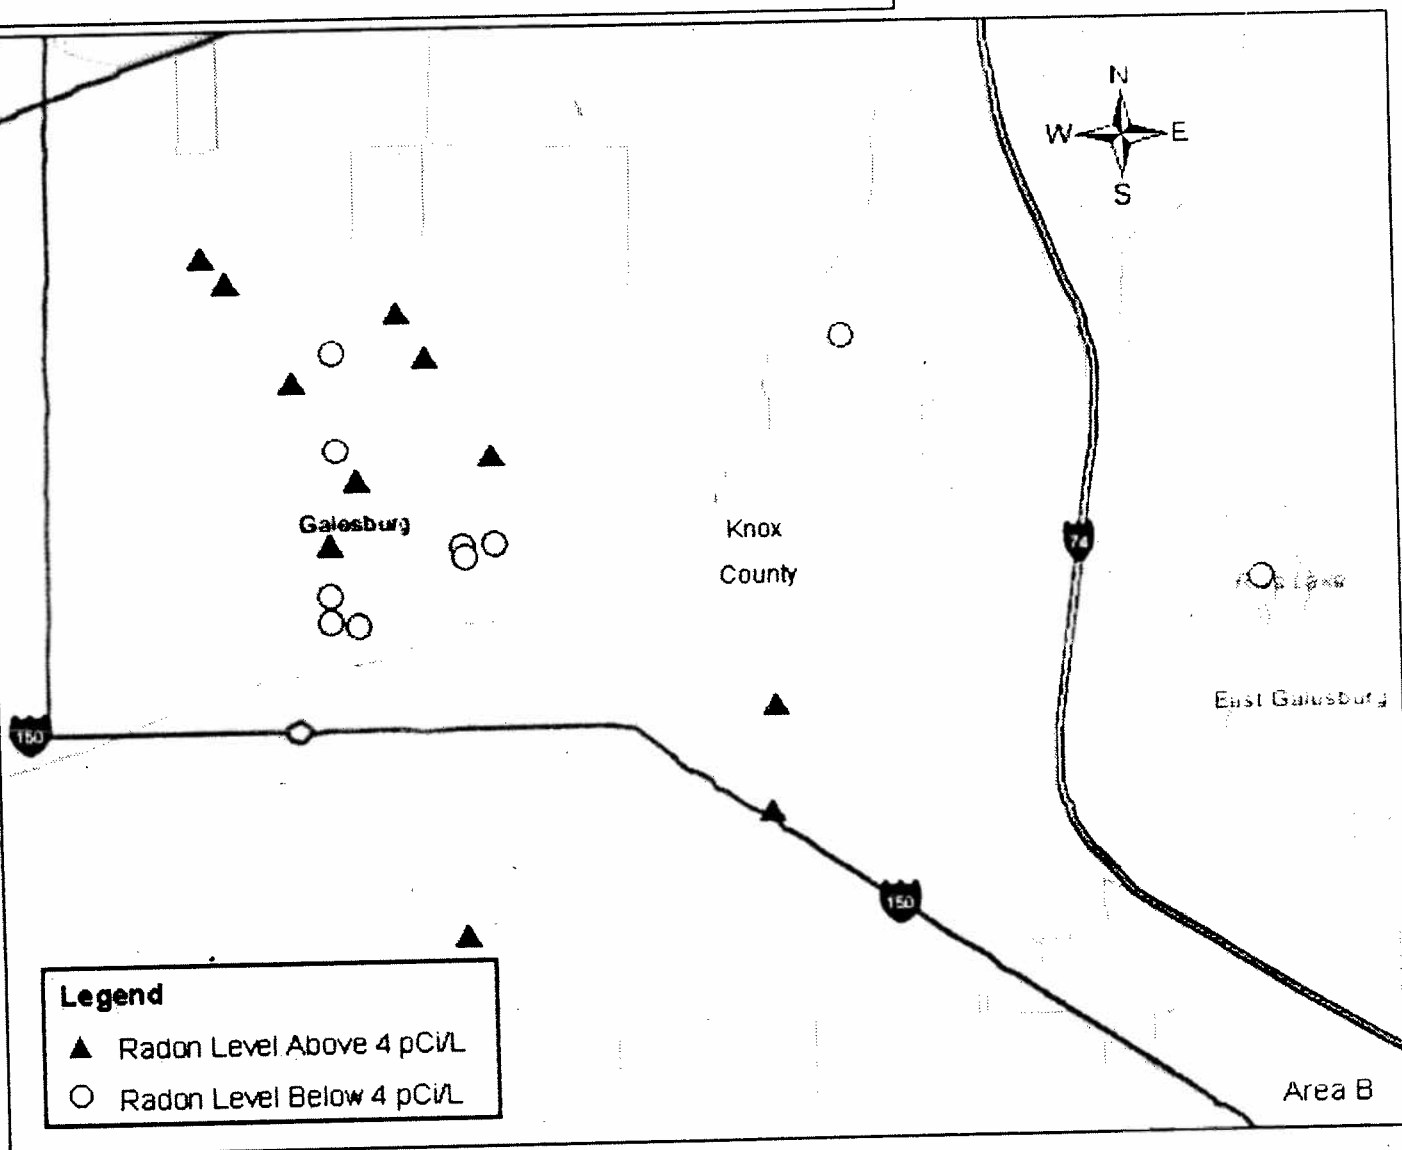 N
W E
S
Galesburg
Knox
County
74
Lake
East Galesburg
150
150
Legend
Radon Level Above 4 pCi/L
Radon Level Below 4 pCi/L
Area B